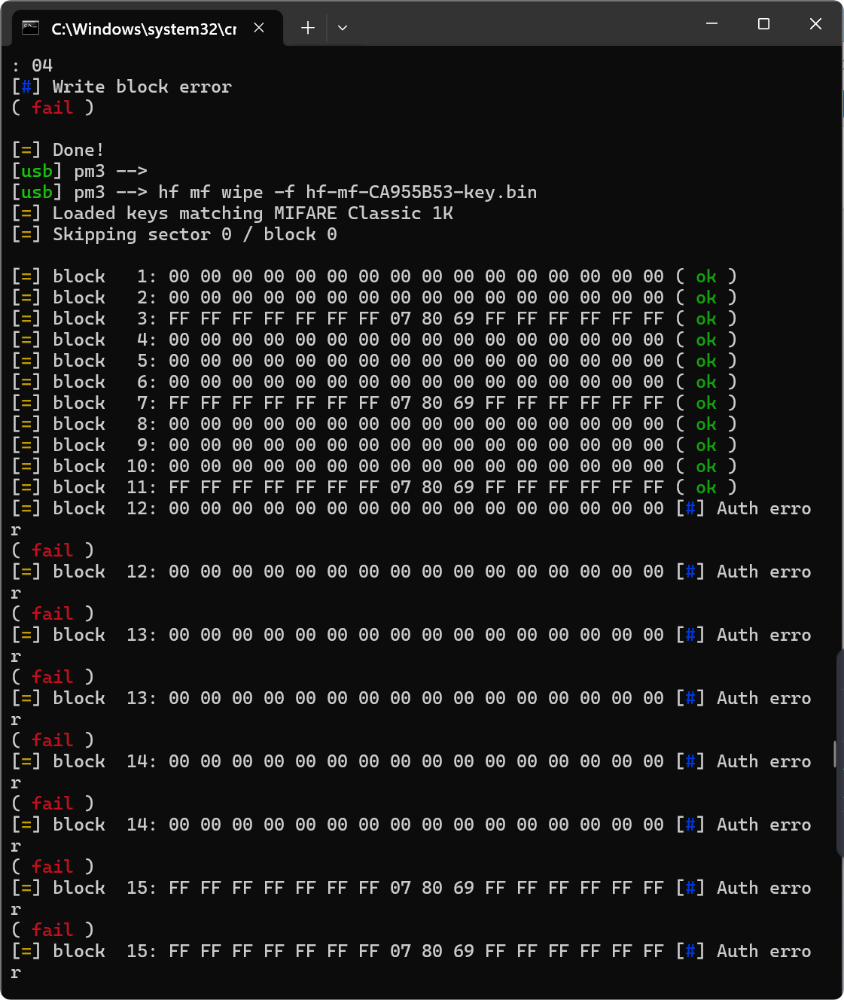 C:\Windows\system32\cr
: 04
[#] Write block error
( fail )
[=] Done!
[usb] pm3 -->
[usb] pm3 --> hf mf wipe -f hf-mf-CA955B53-key.bin
[=] Loaded keys matching MIFARE Classic 1K
[=] Skipping sector 0 / block 0
[=] block   1: 00 00 00 00 00 00 00 00 00 00 00 00 00 00 00 00 ( ok )
[=] block   2: 00 00 00 00 00 00 00 00 00 00 00 00 00 00 00 00 ( ok )
[=] block   3: FF FF FF FF FF FF FF 07 80 69 FF FF FF FF FF FF ( ok )
[=] block   4: 00 00 00 00 00 00 00 00 00 00 00 00 00 00 00 00 ( ok )
[=] block   5: 00 00 00 00 00 00 00 00 00 00 00 00 00 00 00 00 ( ok )
[=] block   6: 00 00 00 00 00 00 00 00 00 00 00 00 00 00 00 00 ( ok )
[=] block   7: FF FF FF FF FF FF FF 07 80 69 FF FF FF FF FF FF ( ok )
[=] block   8: 00 00 00 00 00 00 00 00 00 00 00 00 00 00 00 00 ( ok )
[=] block   9: 00 00 00 00 00 00 00 00 00 00 00 00 00 00 00 00 ( ok )
[=] block  10: 00 00 00 00 00 00 00 00 00 00 00 00 00 00 00 00 ( ok )
[=] block  11: FF FF FF FF FF FF FF 07 80 69 FF FF FF FF FF FF ( ok )
[=] block  12: 00 00 00 00 00 00 00 00 00 00 00 00 00 00 00 00 [#] Auth erro
r
( fail )
[=] block  12: 00 00 00 00 00 00 00 00 00 00 00 00 00 00 00 00 [#] Auth erro
r
( fail )
[=] block  13: 00 00 00 00 00 00 00 00 00 00 00 00 00 00 00 00 [#] Auth erro
r
( fail )
[=] block  13: 00 00 00 00 00 00 00 00 00 00 00 00 00 00 00 00 [#] Auth erro
r
( fail )
[=] block  14: 00 00 00 00 00 00 00 00 00 00 00 00 00 00 00 00 [#] Auth erro
r
( fail )
[=] block  14: 00 00 00 00 00 00 00 00 00 00 00 00 00 00 00 00 [#] Auth erro
r
( fail )
[=] block  15: FF FF FF FF FF FF FF 07 80 69 FF FF FF FF FF FF [#] Auth erro
r
( fail )
[=] block  15: FF FF FF FF FF FF FF 07 80 69 FF FF FF FF FF FF [#] Auth erro
r